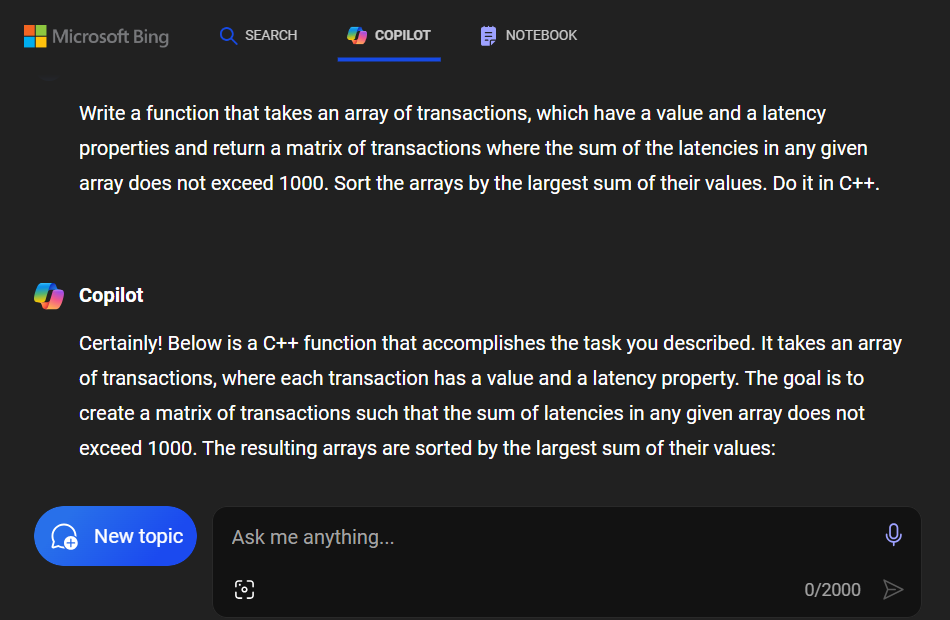 Microsoft Bing
SEARCH
COPILOT
NOTEBOOK
Write a function that takes an array of transactions, which have a value and a latency
properties and return a matrix of transactions where the sum of the latencies in any given
array does not exceed 1000. Sort the arrays by the largest sum of their values. Do it in C++.
Copilot
Certainly! Below is a C++ function that accomplishes the task you described. It takes an array
of transactions, where each transaction has a value and a latency property. The goal is to
create a matrix of transactions such that the sum of latencies in any given array does not
exceed 1000. The resulting arrays are sorted by the largest sum of their values:
New topic
Ask me anything...
0/2000